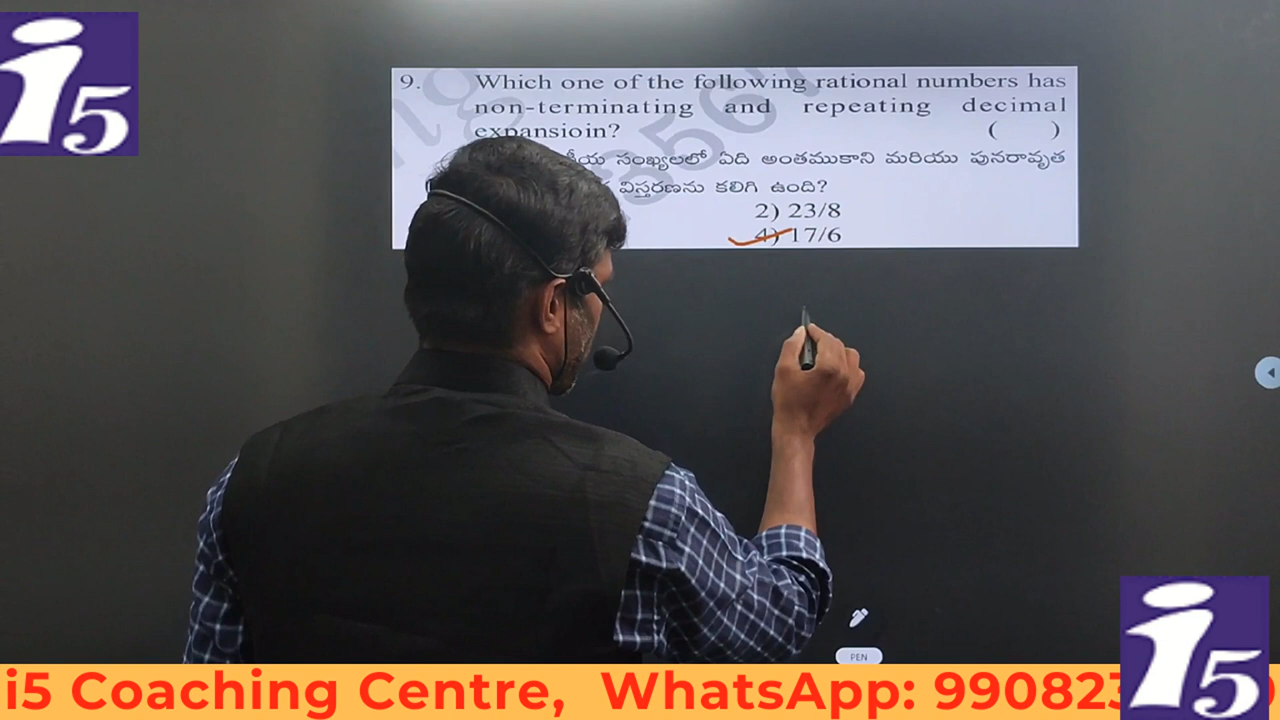 i5
9. Which one of the following rational numbers has
non-terminating and repeating decimal
expansioin? ( )
సంఖ్యలలో ఏది అంతముకాని మరియు పునరావృత
విస్తరణను కలిగి ఉంది?
2) 23/8
4) 17/6
PEN
i5
i5 Coaching Centre, WhatsApp: 99082